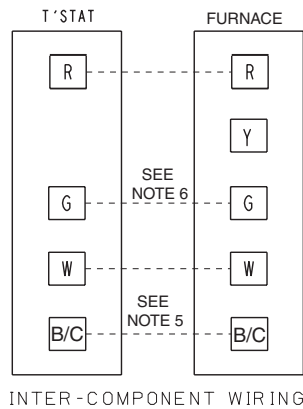 T'STAT FURNACE
R R
Y
SEE
NOTE 6
G G
W W
SEE
NOTE 5
B/C B/C
INTER-COMPONENT WIRING